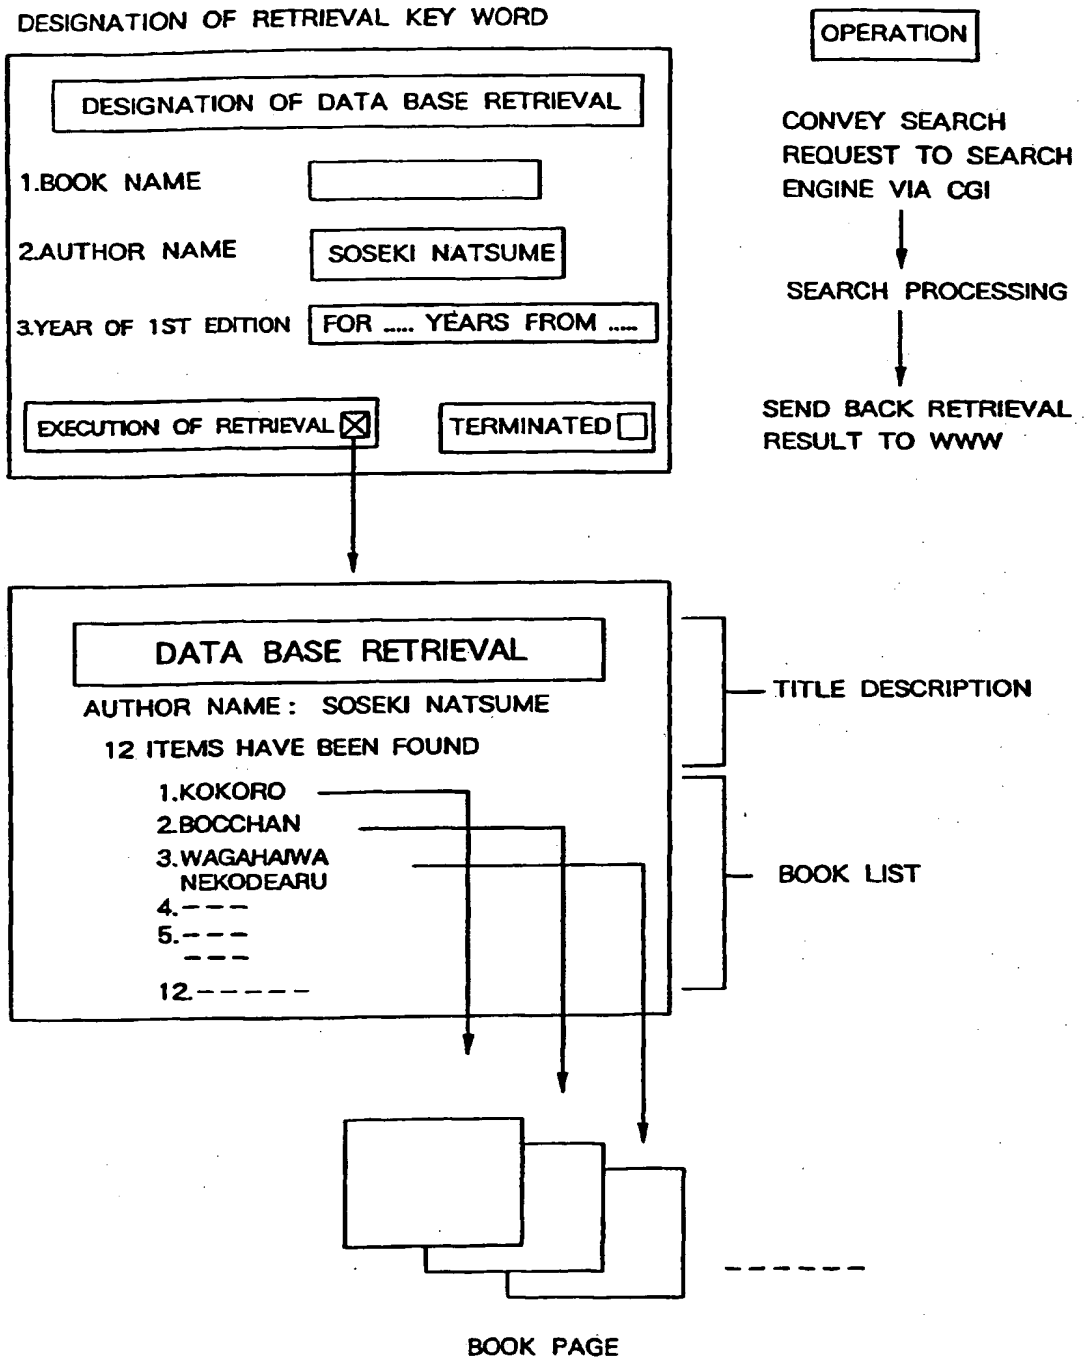 DESIGNATION OF RETRIEVAL KEY WORD
DESIGNATION OF DATA BASE RETRIEVAL
1.BOOK NAME
2.AUTHOR NAME
SOSEKI NATSUME
3.YEAR OF 1ST EDITION
FOR ..... YEARS FROM .....
EXECUTION OF RETRIEVAL
TERMINATED
OPERATION
CONVEY SEARCH
REQUEST TO SEARCH
ENGINE VIA CGI
SEARCH PROCESSING
SEND BACK RETRIEVAL
RESULT TO WWW
DATA BASE RETRIEVAL
AUTHOR NAME : SOSEKI NATSUME
12 ITEMS HAVE BEEN FOUND
1.KOKORO
2.BOCCHAN
3.WAGAHAIWA
NEKODEARU
4.---
5.---
---
12.-----
TITLE DESCRIPTION
BOOK LIST
------
BOOK PAGE